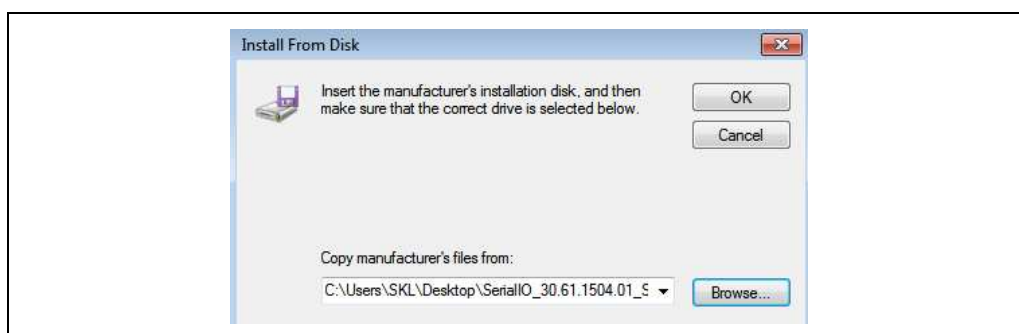 Install From Disk
Insert the manufacturer's installation disk, and then
make sure that the correct drive is selected below.
OK
Cancel
Copy manufacturer's files from:
C:\Users\SKL\Desktop\SerialIO_30.61.1504.01_S
Browse...